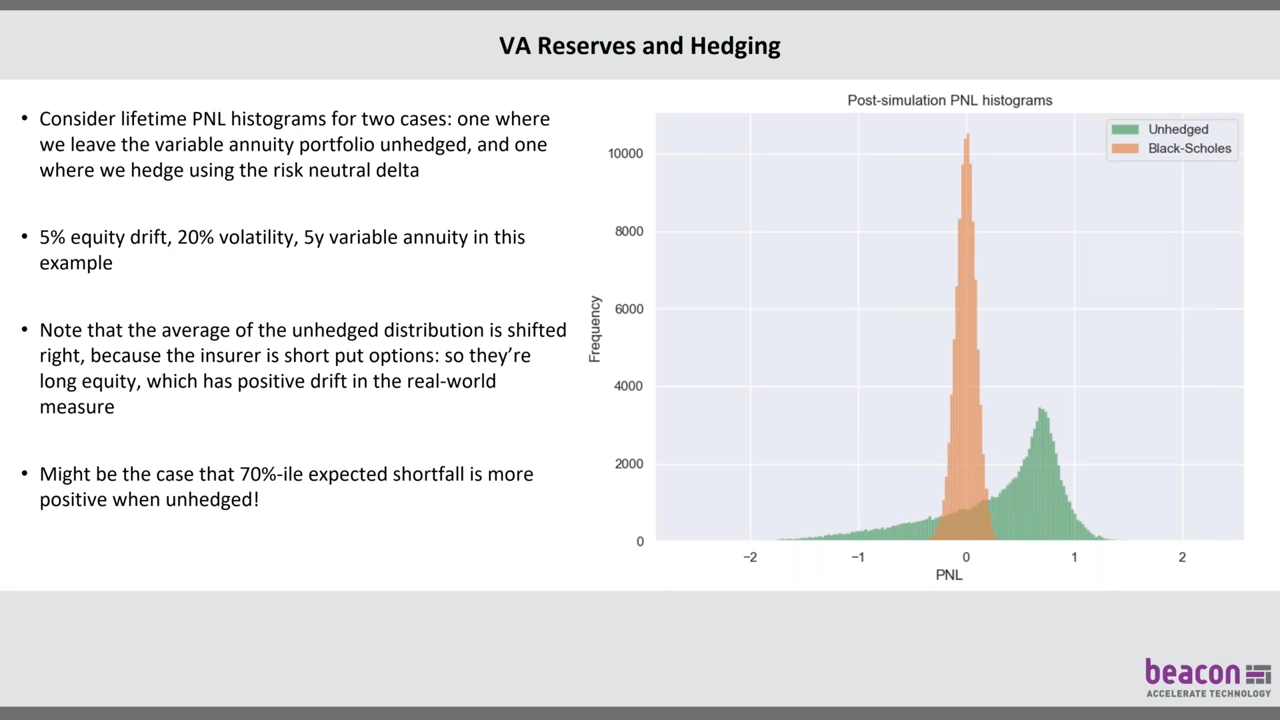 VA Reserves and Hedging
• Consider lifetime PNL histograms for two cases: one where
we leave the variable annuity portfolio unhedged, and one
where we hedge using the risk neutral delta
• 5% equity drift, 20% volatility, 5y variable annuity in this
example
• Note that the average of the unhedged distribution is shifted
right, because the insurer is short put options: so they’re
long equity, which has positive drift in the real-world
measure
• Might be the case that 70%-ile expected shortfall is more
positive when unhedged!
Post-simulation PNL histograms
Unhedged
Black-Scholes
Frequency
10000
8000
6000
4000
2000
0
−2 −1 0 1 2
PNL
beacon
ACCELERATE TECHNOLOGY